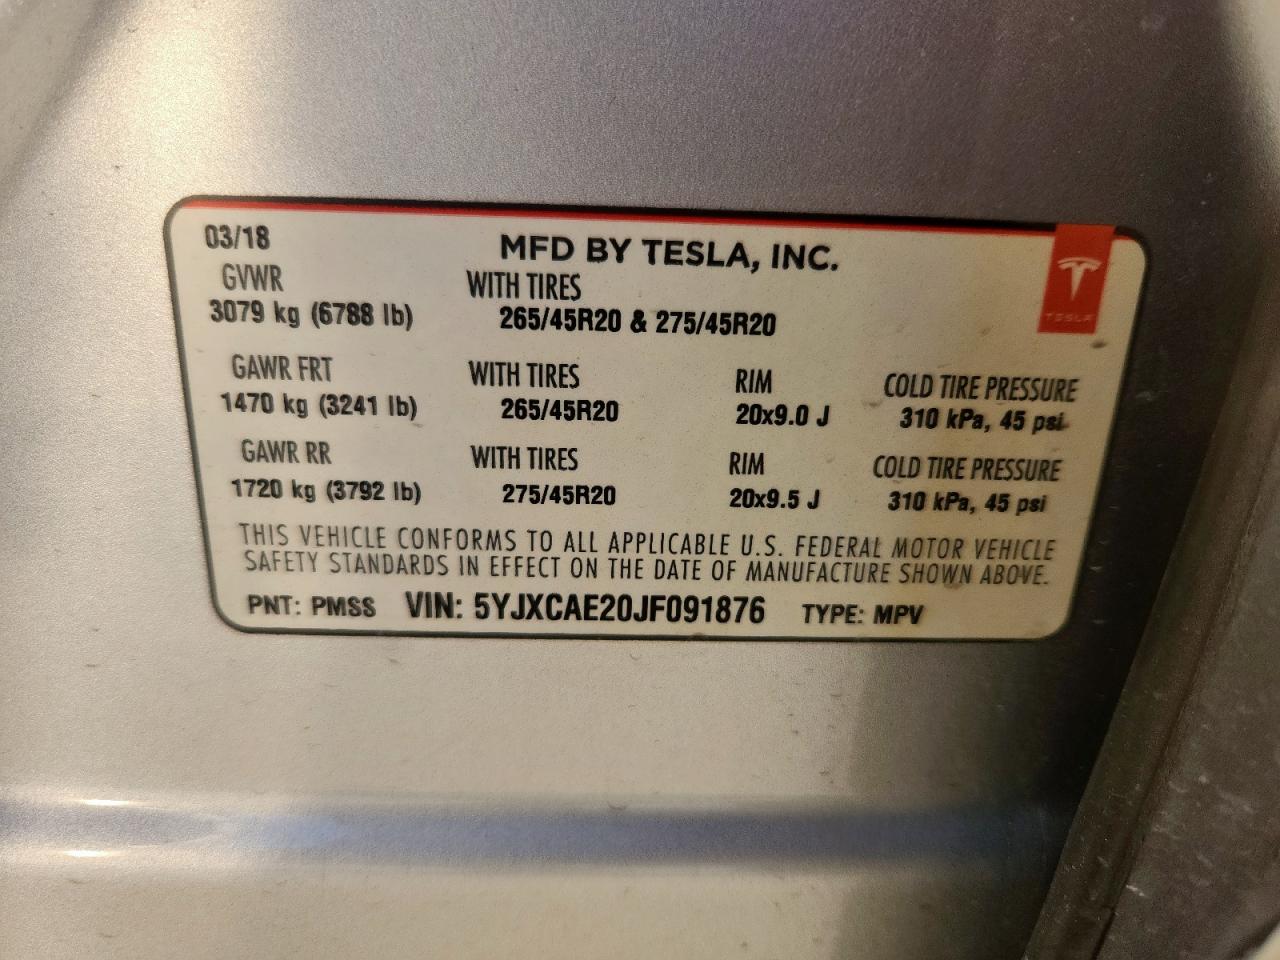 03/18 MFD BY TESLA, INC.
GVWR WITH TIRES
3079 kg (6788 lb) 265/45R20 & 275/45R20
TESLA
GAWR FRT WITH TIRES RIM COLD TIRE PRESSURE
1470 kg (3241 lb) 265/45R20 20x9.0 J 310 kPa, 45 psi
GAWR RR WITH TIRES RIM COLD TIRE PRESSURE
1720 kg (3792 lb) 275/45R20 20x9.5 J 310 kPa, 45 psi
THIS VEHICLE CONFORMS TO ALL APPLICABLE U.S. FEDERAL MOTOR VEHICLE
SAFETY STANDARDS IN EFFECT ON THE DATE OF MANUFACTURE SHOWN ABOVE.
PNT: PMSS VIN: 5YJXCAE20JF091876 TYPE: MPV